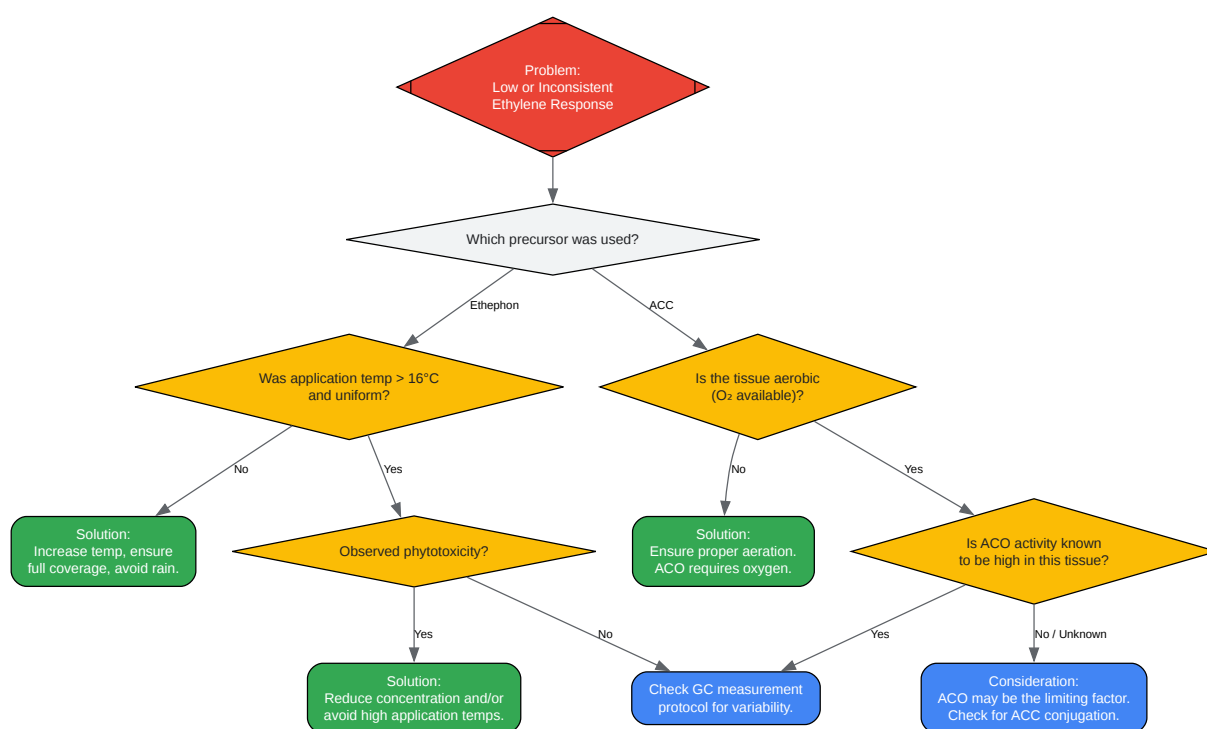 Problem:
Low or Inconsistent
Ethylene Response
Which precursor was used?
Ethephon
ACC
Was application temp > 16°C
and uniform?
Is the tissue aerobic
(O₂ available)?
No
Yes
No
Yes
Solution:
Increase temp, ensure
full coverage, avoid rain.
Observed phytotoxicity?
Solution:
Ensure proper aeration.
ACO requires oxygen.
Is ACO activity known
to be high in this tissue?
Yes
No
Yes
No / Unknown
Solution:
Reduce concentration and/or
avoid high application temps.
Check GC measurement
protocol for variability.
Consideration:
ACO may be the limiting factor.
Check for ACC conjugation.